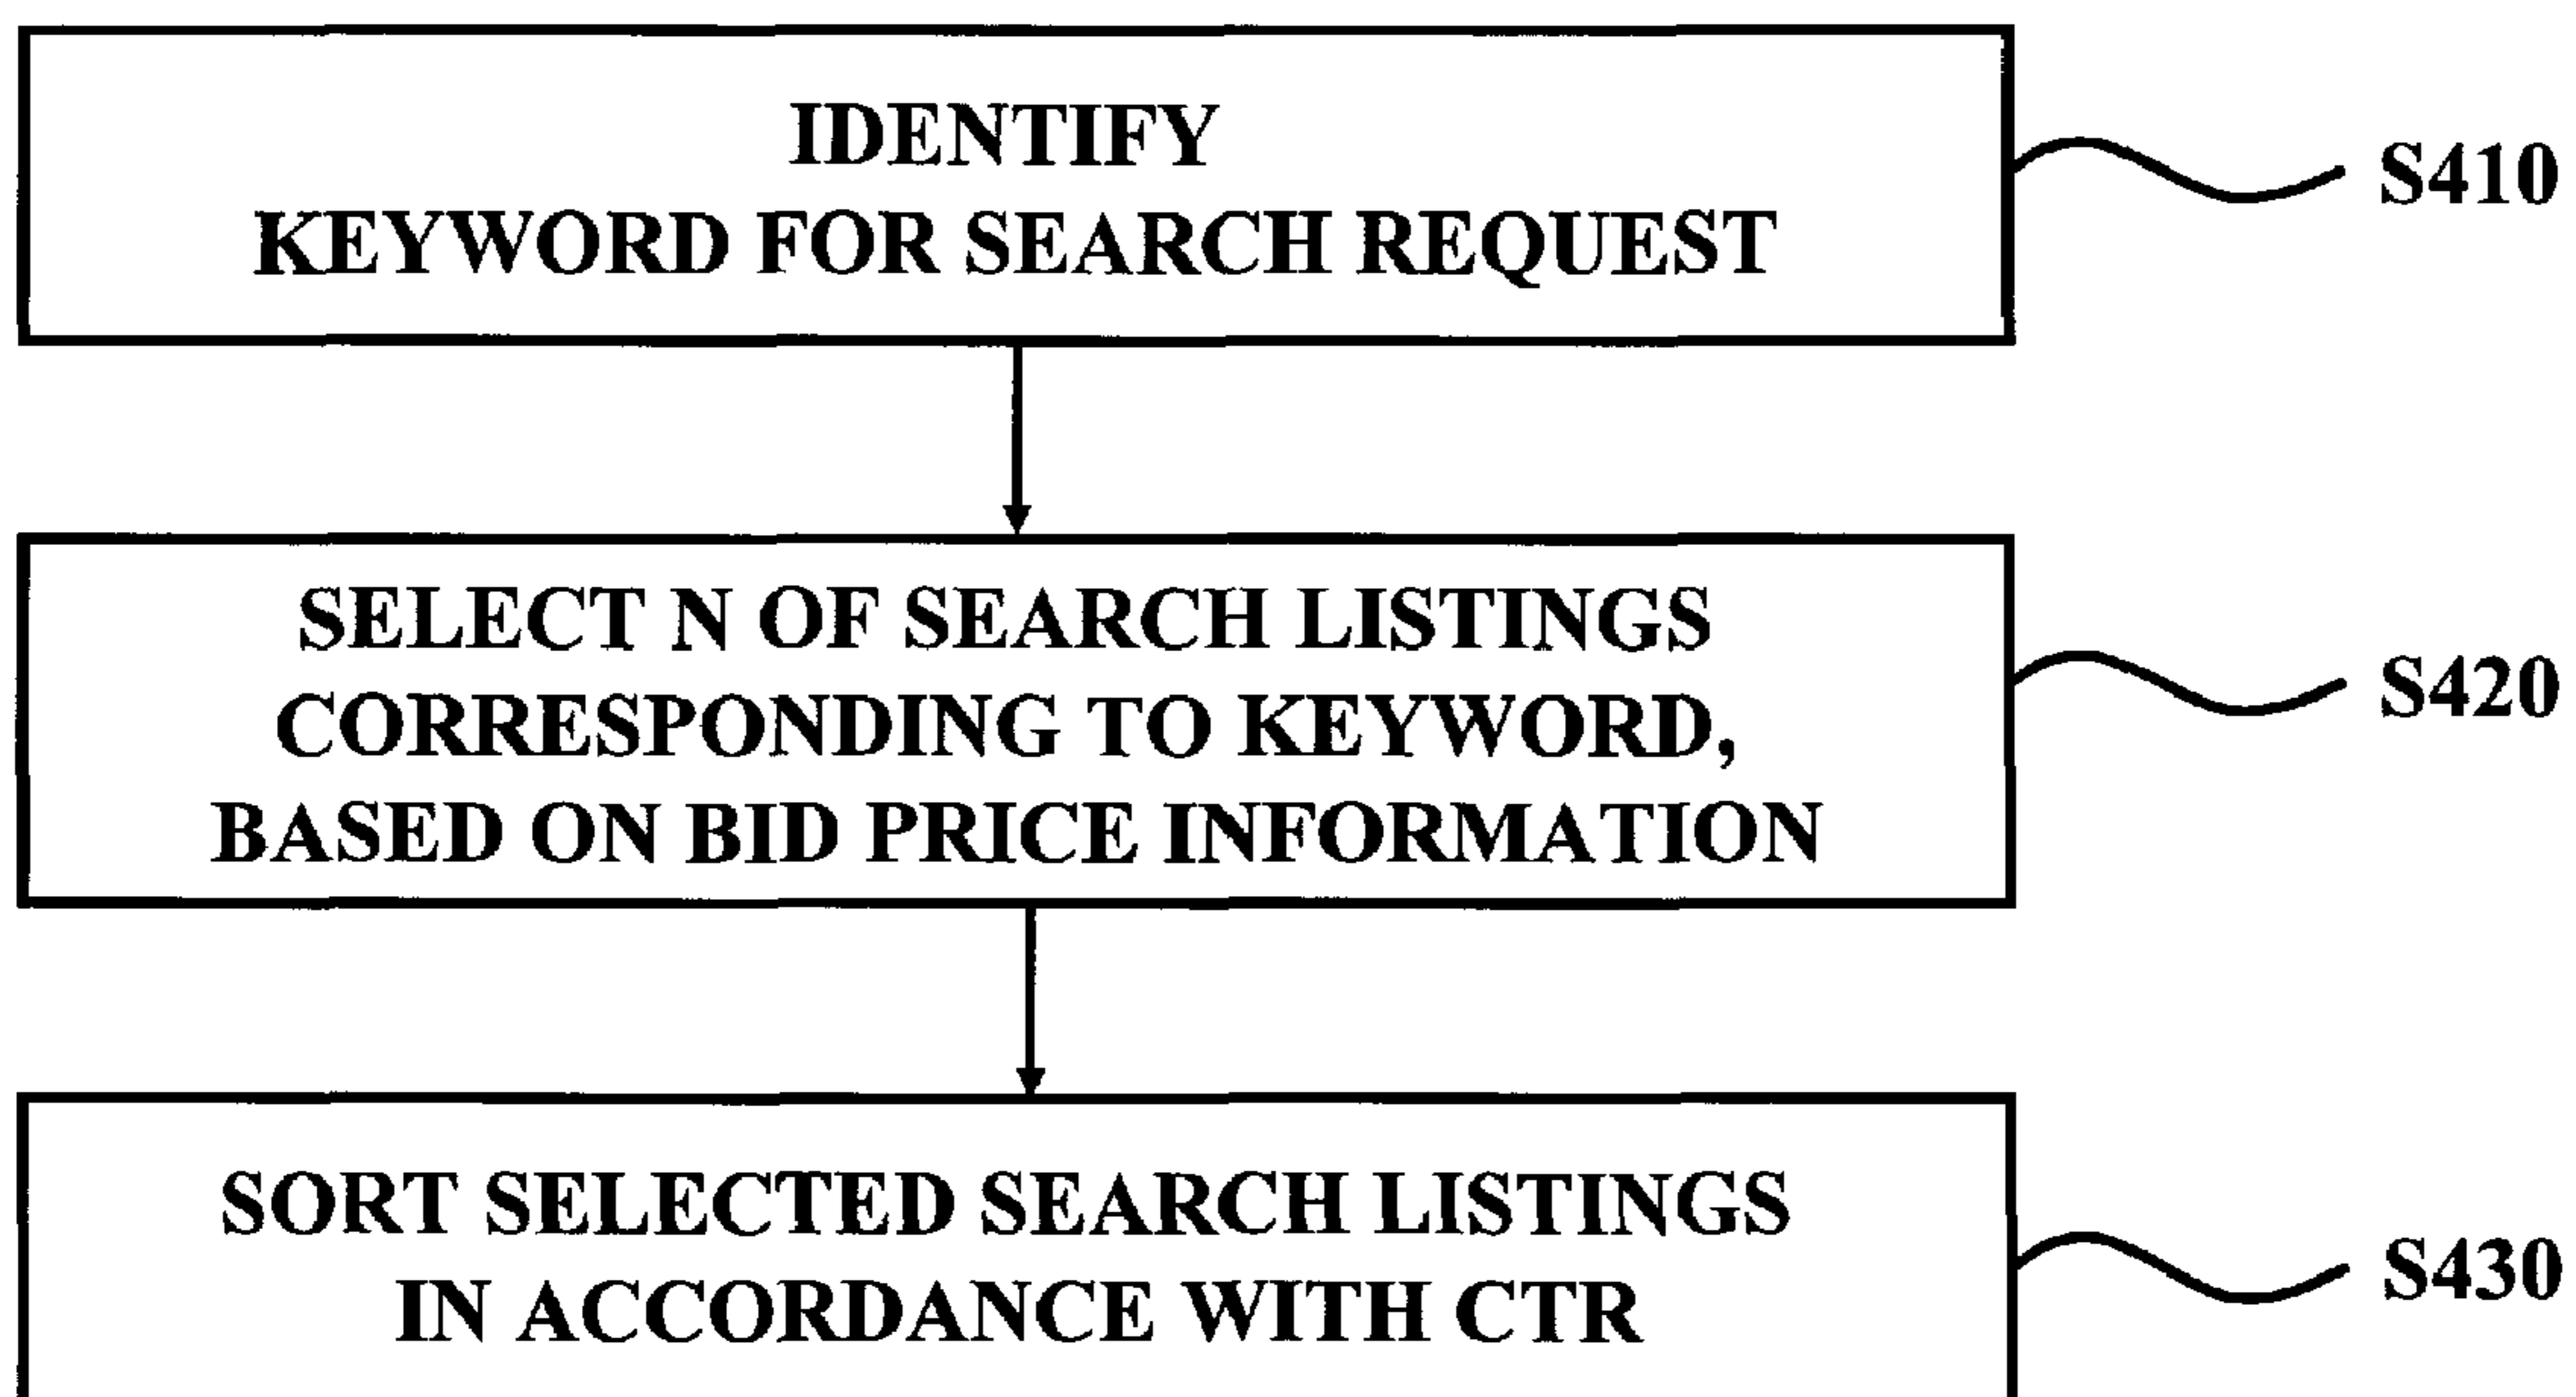 IDENTIFY
KEYWORD FOR SEARCH REQUEST
S410
SELECT N OF SEARCH LISTINGS
CORRESPONDING TO KEYWORD,
BASED ON BID PRICE INFORMATION
S420
SORT SELECTED SEARCH LISTINGS
IN ACCORDANCE WITH CTR
S430